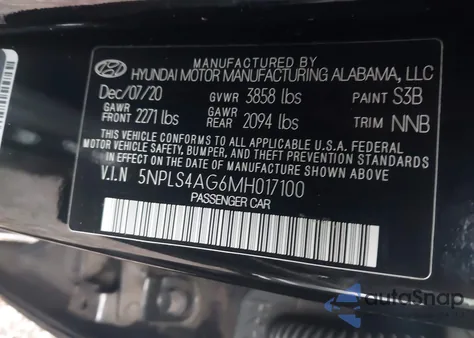 MANUFACTURED BY
HYUNDAI MOTOR MANUFACTURING ALABAMA, LLC
Dec/07/20 GVWR 3858 lbs PAINT S3B
GAWR FRONT 2271 lbs GAWR REAR 2094 lbs TRIM NNB
THIS VEHICLE CONFORMS TO ALL APPLICABLE U.S.A. FEDERAL
MOTOR VEHICLE SAFETY, BUMPER, AND THEFT PREVENTION
STANDARDS IN EFFECT ON THE DATE OF MANUFACTURE SHOWN ABOVE.
V.I.N 5NPLS4AG6MH017100
PASSENGER CAR
autoSnap